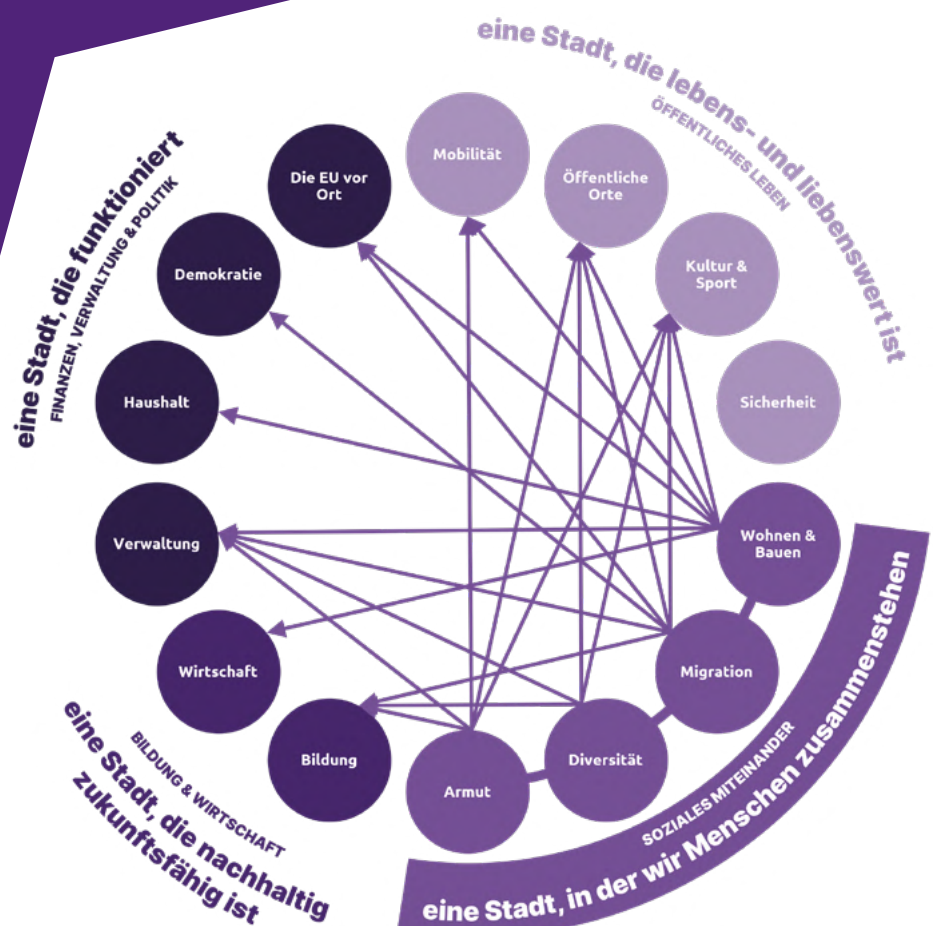 eine Stadt, die lebens- und liebenswert ist
ÖFFENTLICHES LEBEN
eine Stadt, die funktioniert
FINANZEN, VERWALTUNG & POLITIK
Mobilität
Die EU vor
Ort
Öffentliche
Orte
Demokratie
Kultur &
Sport
Haushalt
Sicherheit
Verwaltung
Wohnen &
Bauen
Wirtschaft
Migration
Bildung
Diversität
Armut
BILDUNG & WIRTSCHAFT
eine Stadt, die nachhaltig
zukunftsfähig ist
SOZIALES MITEINANDER
eine Stadt, in der wir Menschen zusammenstehen